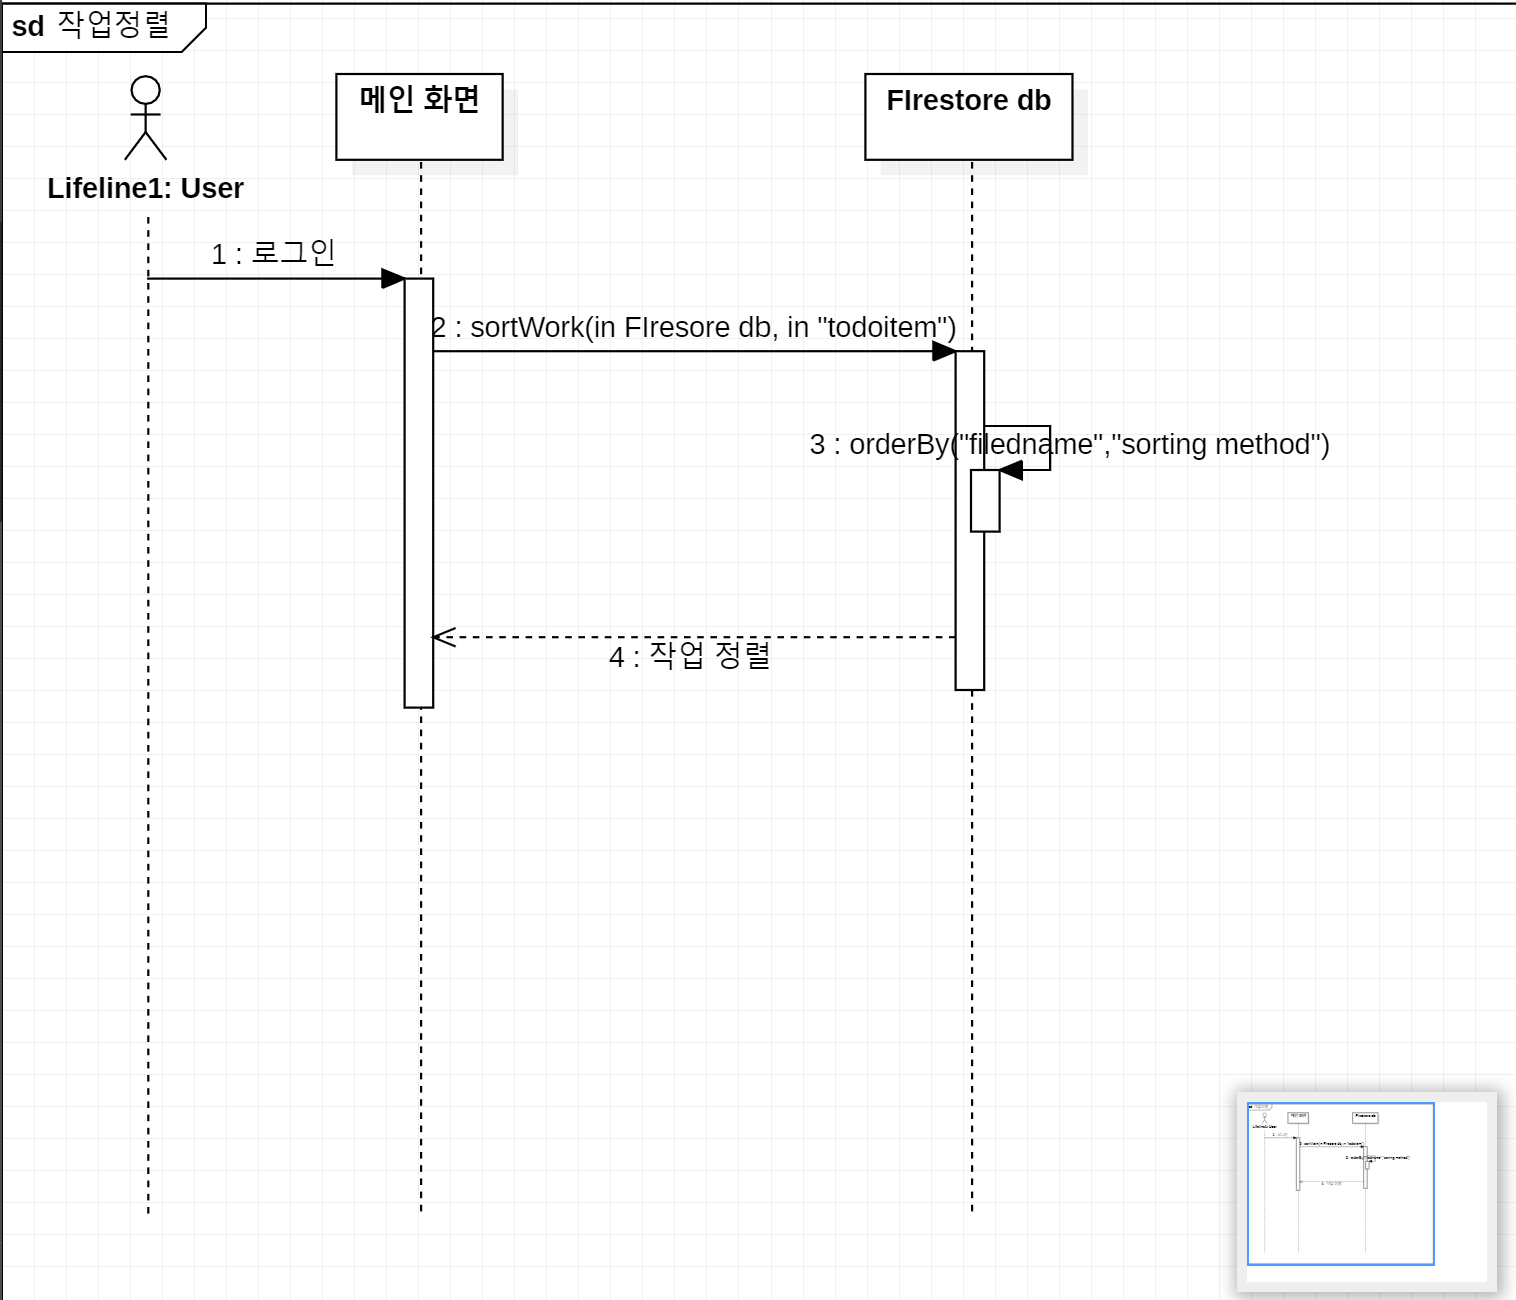 sd 작업정렬
메인 화면
FIrestore db
Lifeline1: User
1 : 로그인
2 : sortWork(in FIresore db, in "todoitem")
3 : orderBy("filedname","sorting method")
4 : 작업 정렬